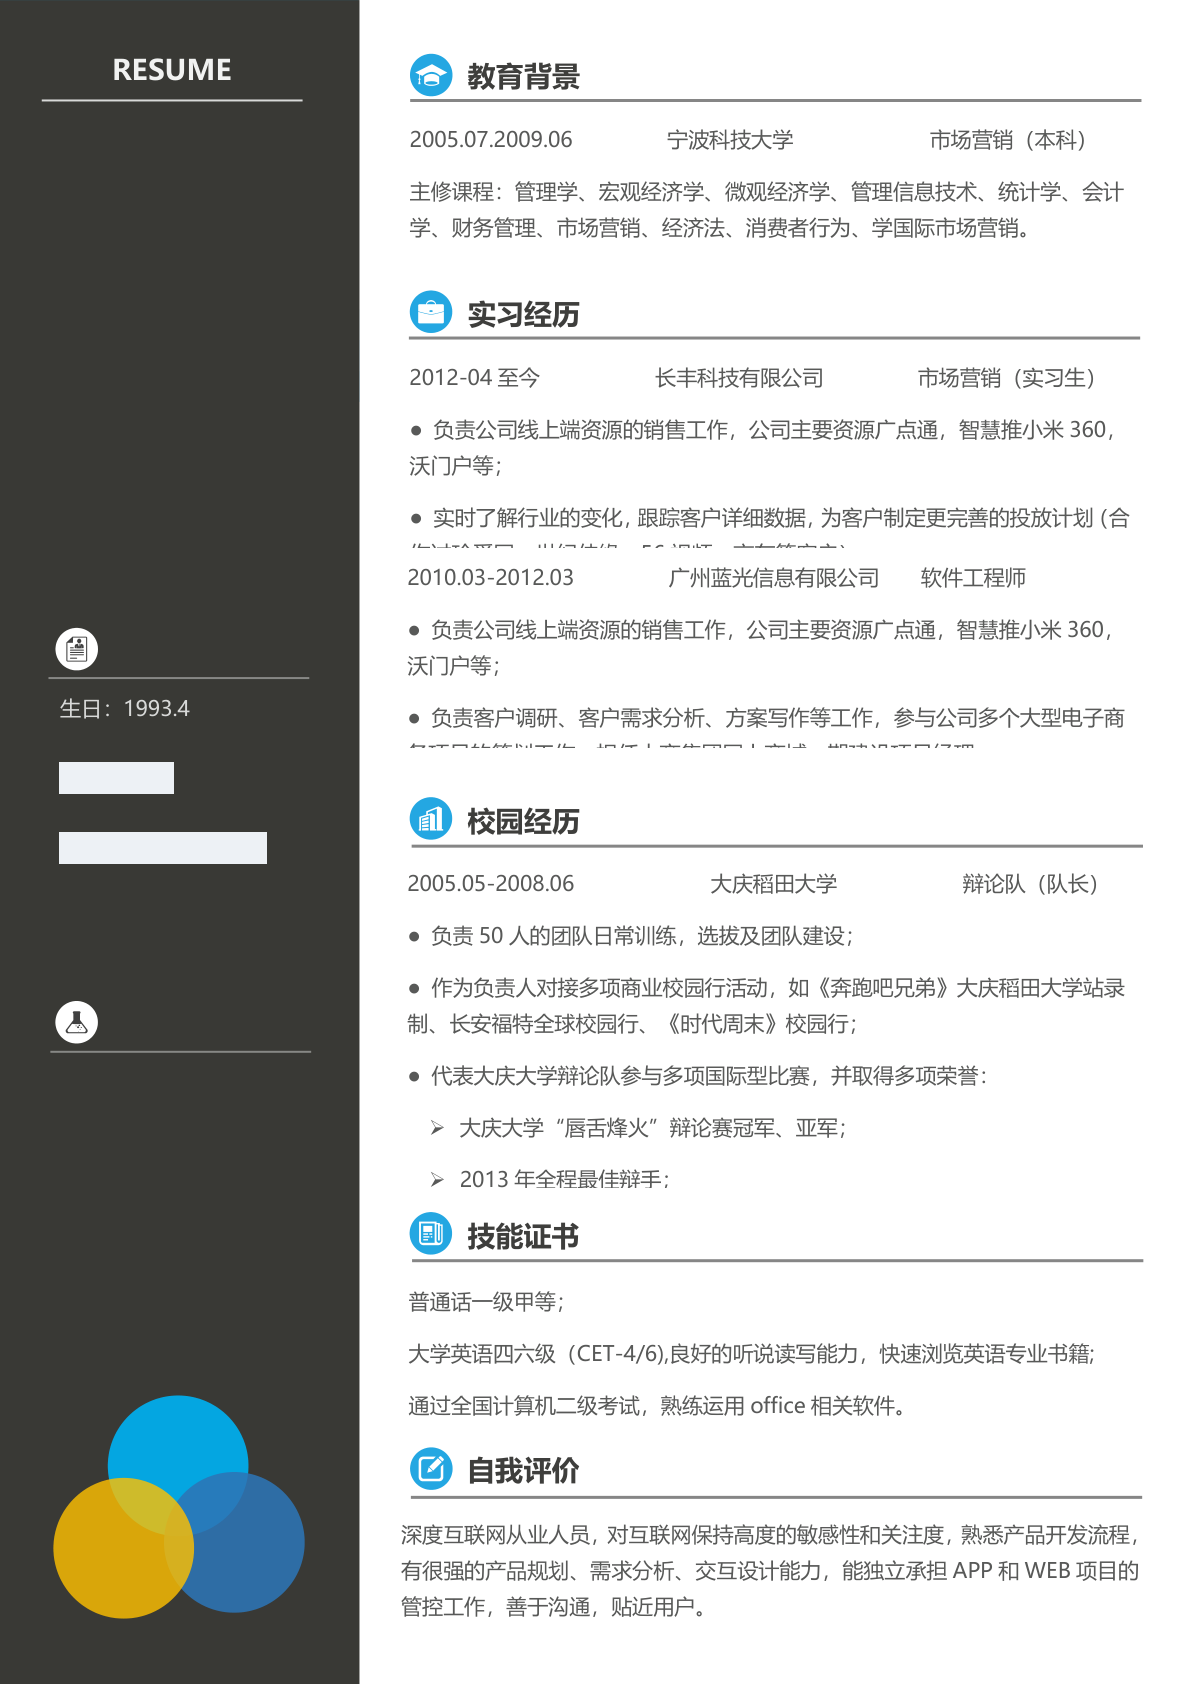 RESUME
生日：1993.4
教育背景
2005.07.2009.06 宁波科技大学 市场营销（本科）
主修课程：管理学、宏观经济学、微观经济学、管理信息技术、统计学、会计
学、财务管理、市场营销、经济法、消费者行为、学国际市场营销。
实习经历
2012-04 至今 长丰科技有限公司 市场营销（实习生）
● 负责公司线上端资源的销售工作，公司主要资源广点通，智慧推小米 360，
沃门户等；
● 实时了解行业的变化，跟踪客户详细数据，为客户制定更完善的投放计划（合
2010.03-2012.03 广州蓝光信息有限公司 软件工程师
● 负责公司线上端资源的销售工作，公司主要资源广点通，智慧推小米 360，
沃门户等；
● 负责客户调研、客户需求分析、方案写作等工作，参与公司多个大型电子商
校园经历
2005.05-2008.06 大庆稻田大学 辩论队（队长）
● 负责 50 人的团队日常训练，选拔及团队建设；
● 作为负责人对接多项商业校园行活动，如《奔跑吧兄弟》大庆稻田大学站录
制、长安福特全球校园行、《时代周末》校园行；
● 代表大庆大学辩论队参与多项国际型比赛，并取得多项荣誉：
➢ 大庆大学“唇舌烽火”辩论赛冠军、亚军；
➢ 2013 年全程最佳辩手；
技能证书
普通话一级甲等；
大学英语四六级（CET-4/6),良好的听说读写能力，快速浏览英语专业书籍;
通过全国计算机二级考试，熟练运用 office 相关软件。
自我评价
深度互联网从业人员，对互联网保持高度的敏感性和关注度，熟悉产品开发流程，
有很强的产品规划、需求分析、交互设计能力，能独立承担 APP 和 WEB 项目的
管控工作，善于沟通，贴近用户。